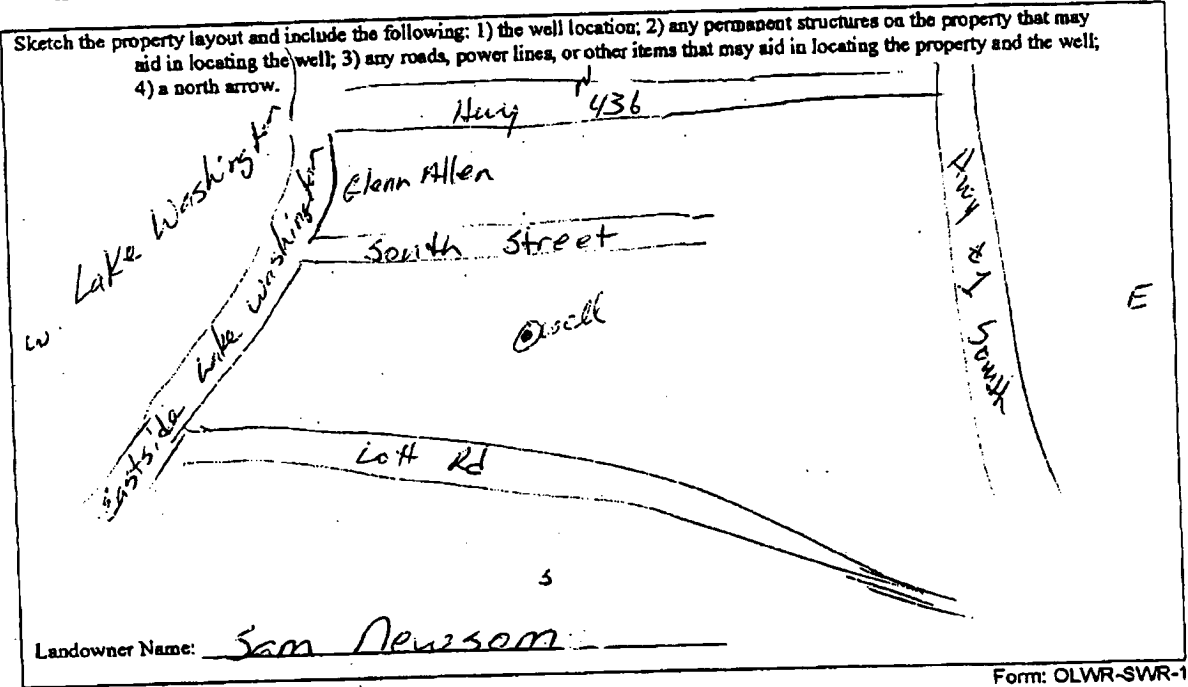 Sketch the property layout and include the following: 1) the well location; 2) any permanent structures on the property that may
aid in locating the well; 3) any roads, power lines, or other items that may aid in locating the property and the well;
4) a north arrow.
N
Hwy 436
Lake Washington
Glenn Allen
South Street
Eastside Lake Washington
Hwy #1 South
W
E
well
Lott Rd
S
Landowner Name: Sam Newsom
Form: OLWR-SWR-1